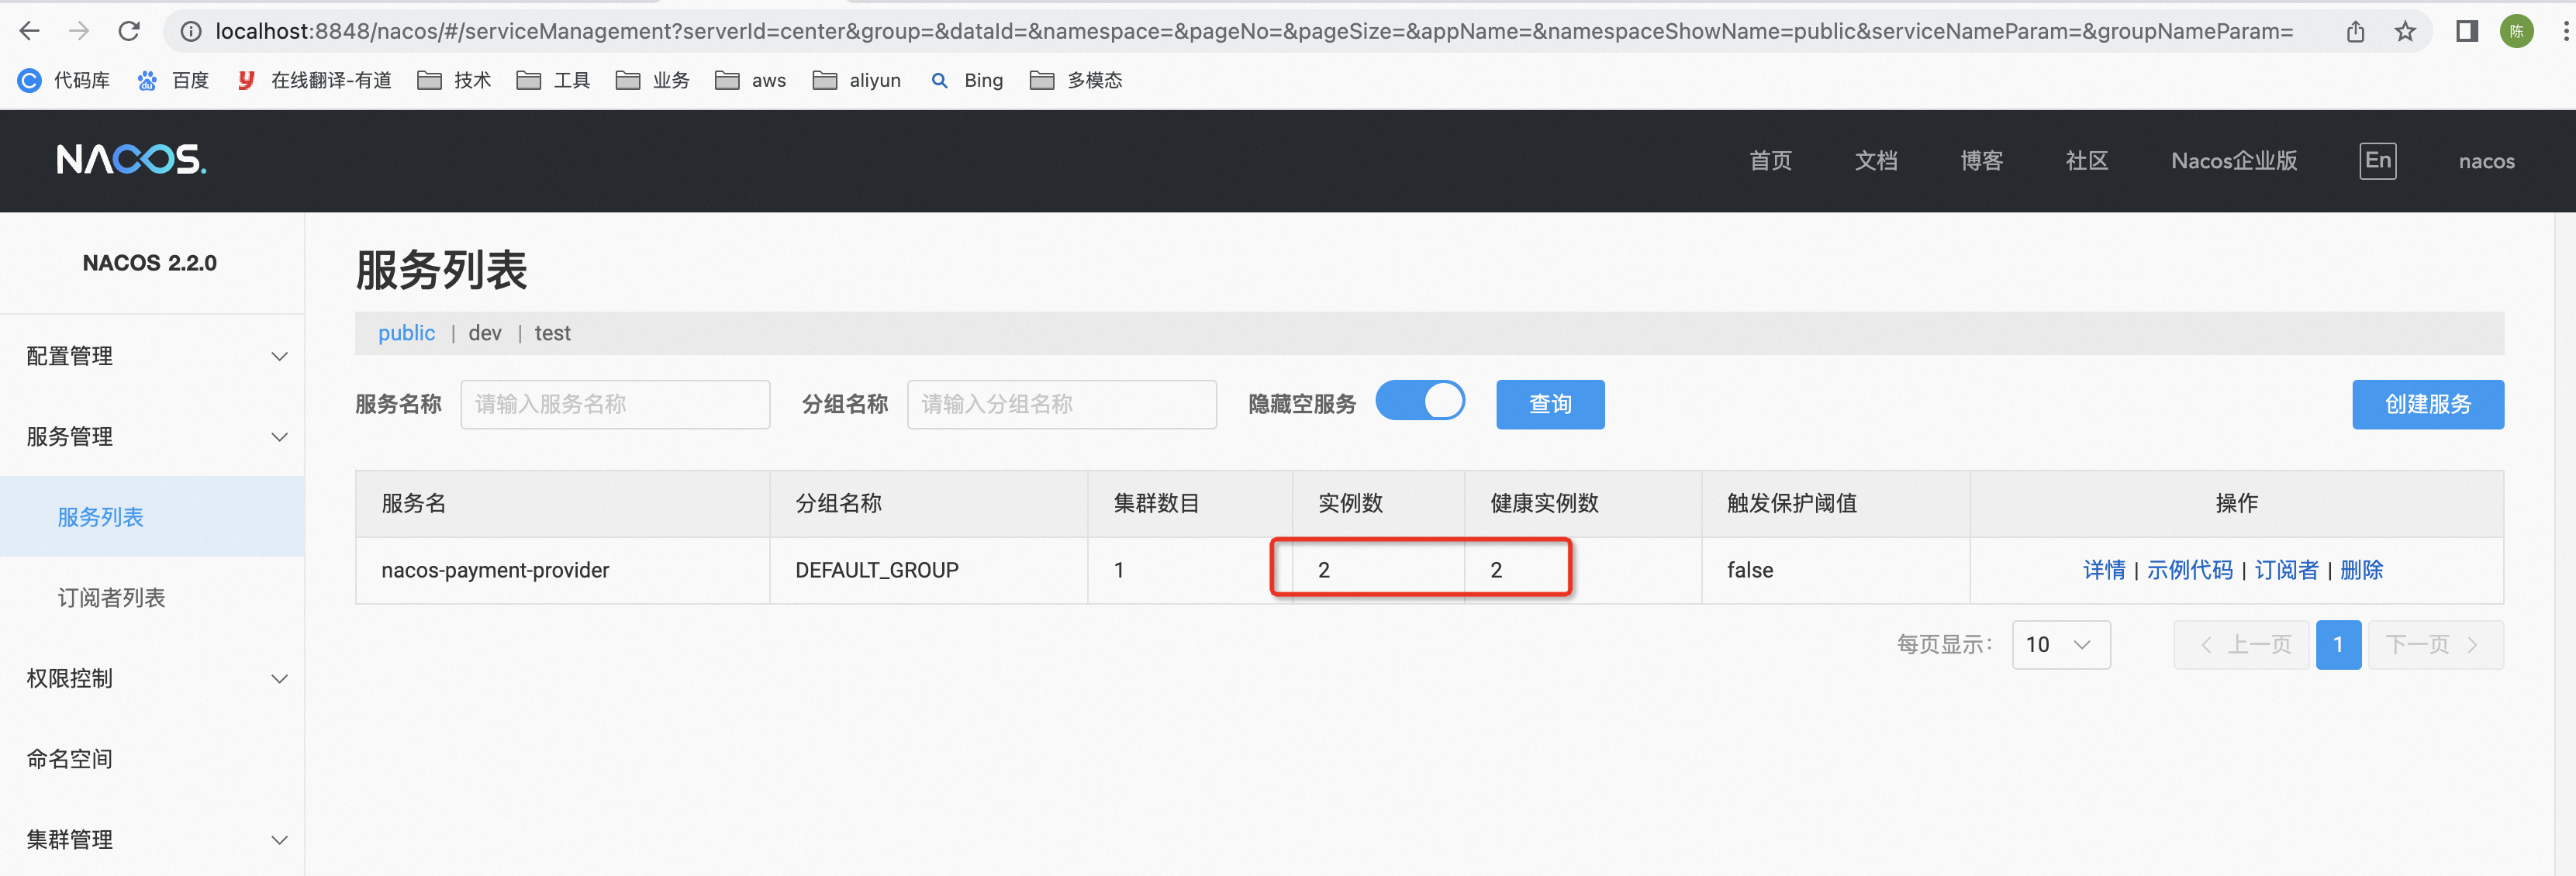 localhost:8848/nacos/#/serviceManagement?serverId=center&group=&dataId=&namespace=&pageNo=&pageSize=&appName=&namespaceShowName=public&serviceNameParam=&groupNameParam=
陈
代码库 百度 在线翻译-有道 技术 工具 业务 aws aliyun Bing 多模态
NACOS. 首页 文档 博客 社区 Nacos企业版 En nacos
NACOS 2.2.0
配置管理
服务管理
服务列表
订阅者列表
权限控制
命名空间
集群管理
服务列表
public | dev | test
服务名称 请输入服务名称 分组名称 请输入分组名称 隐藏空服务 查询 创建服务
服务名 分组名称 集群数目 实例数 健康实例数 触发保护阈值 操作
nacos-payment-provider DEFAULT_GROUP 1 2 2 false 详情 | 示例代码 | 订阅者 | 删除
每页显示: 10 上一页 1 下一页